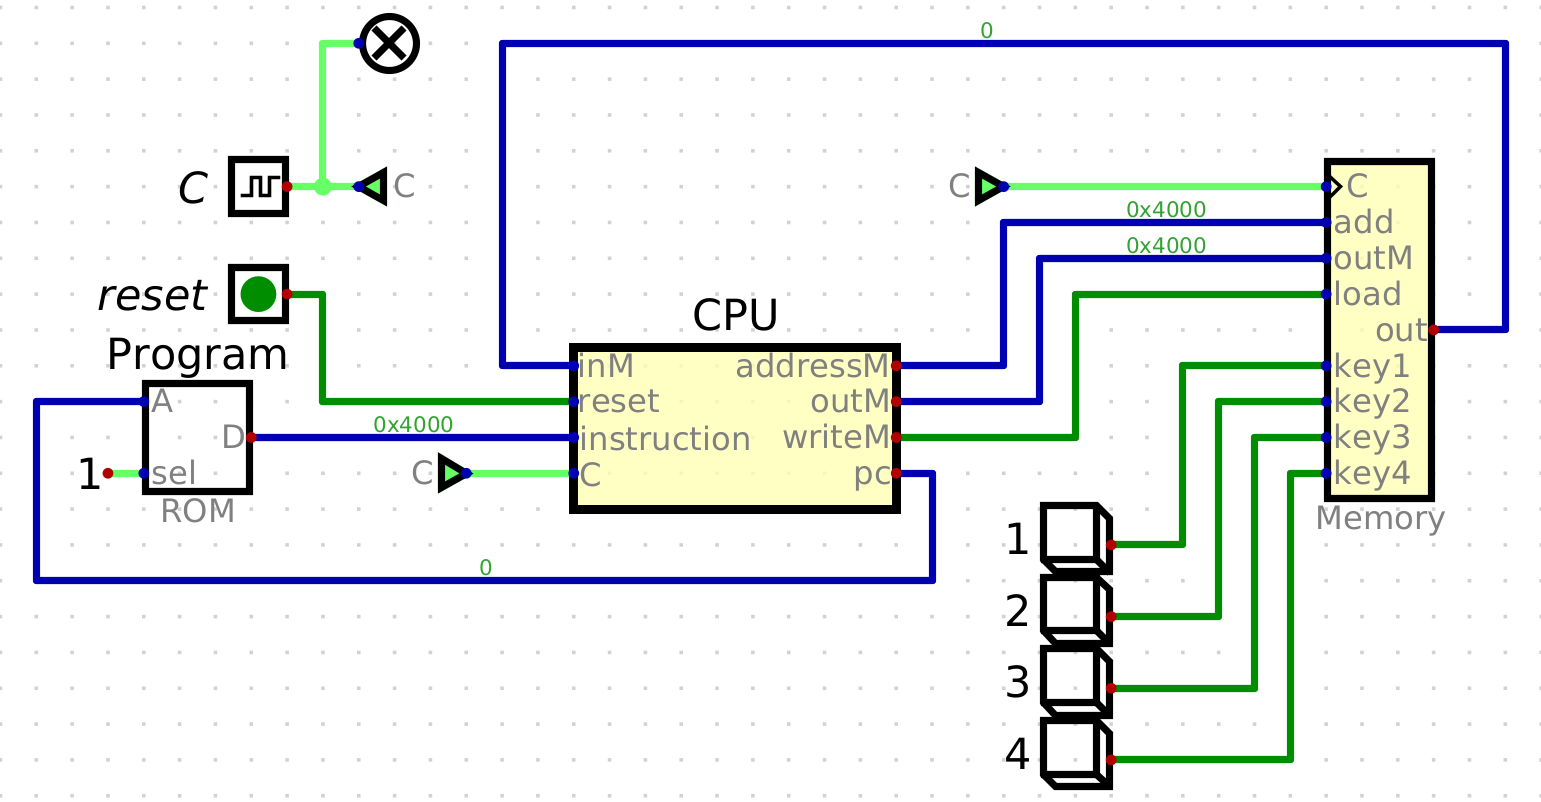 0
C
C
C
C
0x4000
add
0x4000
outM
reset
load
CPU
out
Program
inM
addressM
key1
A
reset
outM
key2
0x4000
D
instruction
writeM
key3
1
sel
C
C
pc
key4
ROM
Memory
1
0
2
3
4